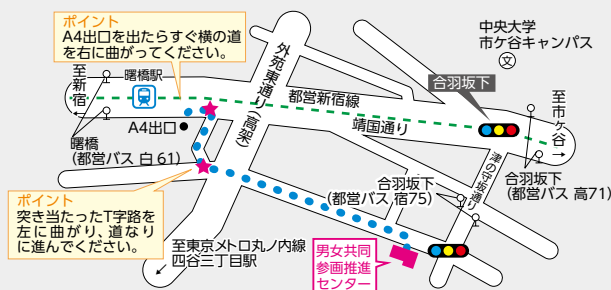 ポイント
A4出口を出たらすぐ横の道
を右に曲がってください。
至新宿
曙橋駅
A4出口
曙橋
(都営バス 白61)
外苑東通り(高架)
都営新宿線
靖国通り
中央大学
市ケ谷キャンパス
文
合羽坂下
至市ヶ谷
合羽坂下
(都営バス 高71)
津の守坂通り
合羽坂下
(都営バス 宿75)
ポイント
突き当たったT字路を
左に曲がり、道なり
に進んでください。
至東京メトロ丸ノ内線
四谷三丁目駅
男女共同
参画推進
センター